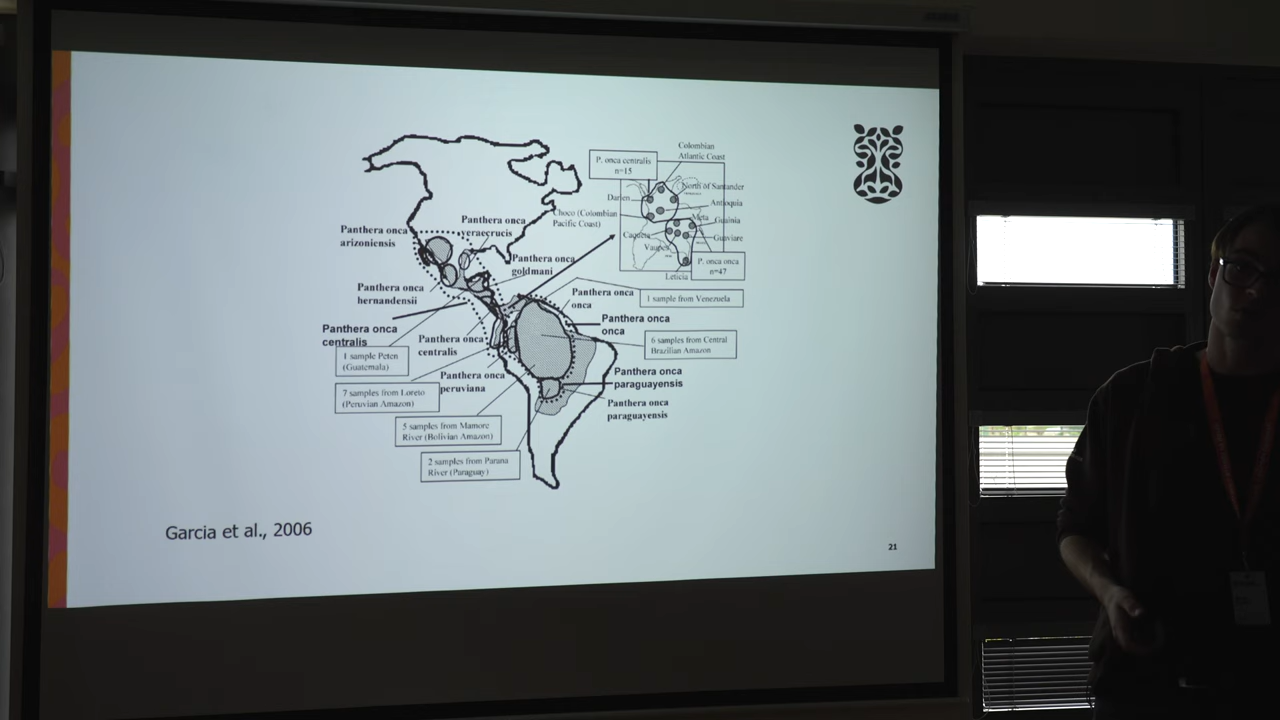 Panthera onca
arizoniensis
Panthera onca
veraecrucis
Panthera onca
goldmani
Panthera onca
hernandensii
Panthera onca
centralis
Panthera onca
centralis
1 sample Peten
(Guatemala)
7 samples from Loreto
(Peruvian Amazon)
Panthera onca
peruviana
5 samples from Mamore
River (Bolivian Amazon)
2 samples from Parana
River (Paraguay)
P. onca centralis
n=15
Colombian
Atlantic Coast
North of Santander
Darien
Antioquia
Choco (Colombian
Pacific Coast)
Meta
Guainia
Caqueta
Guaviare
Vaupes
P. onca onca
n=47
Leticia
Panthera onca
onca
1 sample from Venezuela
Panthera onca
onca
6 samples from Central
Brazilian Amazon
Panthera onca
paraguayensis
Panthera onca
paraguayensis
Garcia et al., 2006
21